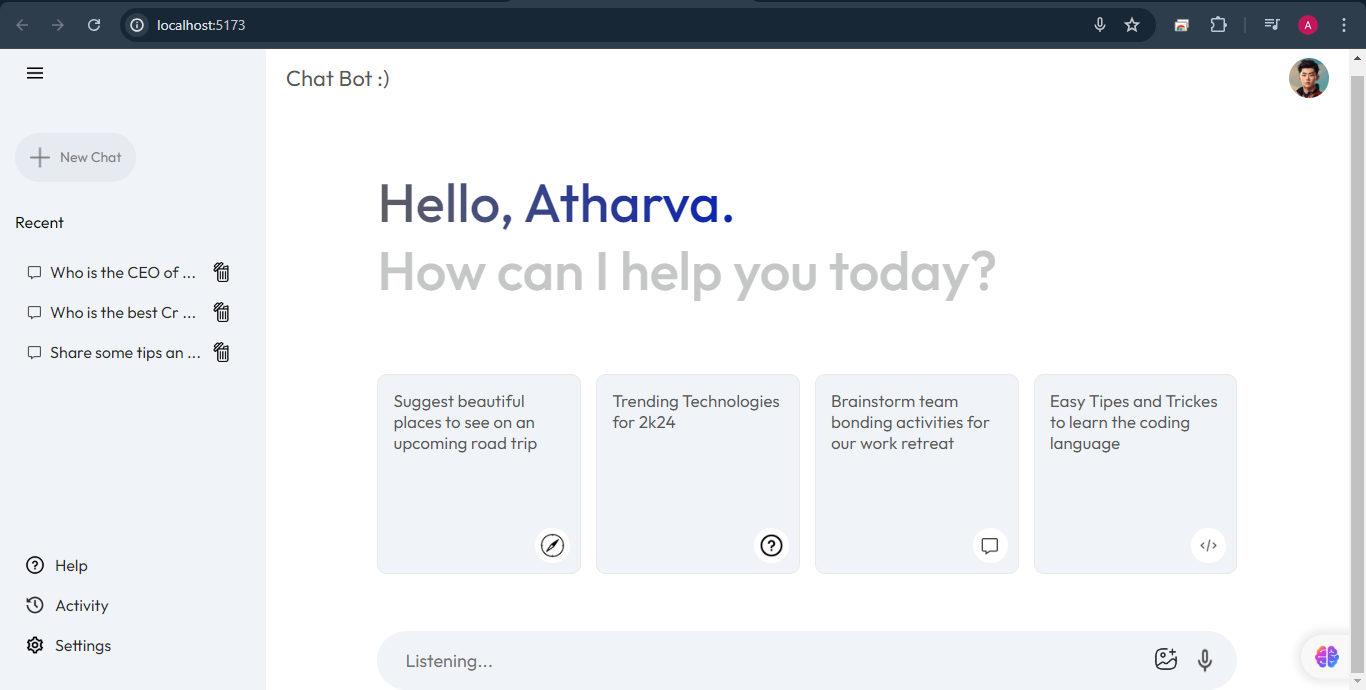 localhost:5173
A
Chat Bot :)
New Chat
Recent
Who is the CEO of ...
Who is the best Cr ...
Share some tips an ...
Help
Activity
Settings
Hello, Atharva.
How can I help you today?
Suggest beautiful
places to see on an
upcoming road trip
Trending Technologies
for 2k24
Brainstorm team
bonding activities for
our work retreat
Easy Tipes and Trickes
to learn the coding
language
Listening...